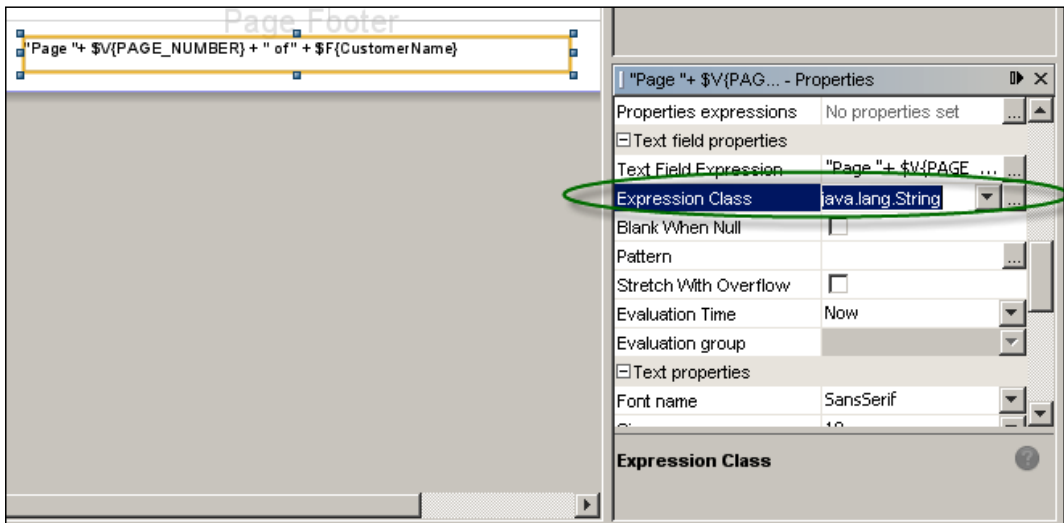 Page Footer
"Page "+ $V{PAGE_NUMBER} + " of" + $F{CustomerName}
"Page "+ $V{PAG... - Properties
Properties expressions No properties set ...
Text field properties
Text Field Expression "Page "+ $V{PAGE_ ... ...
Expression Class java.lang.String ...
Blank When Null
Pattern ...
Stretch With Overflow
Evaluation Time Now
Evaluation group
Text properties
Font name SansSerif
Expression Class